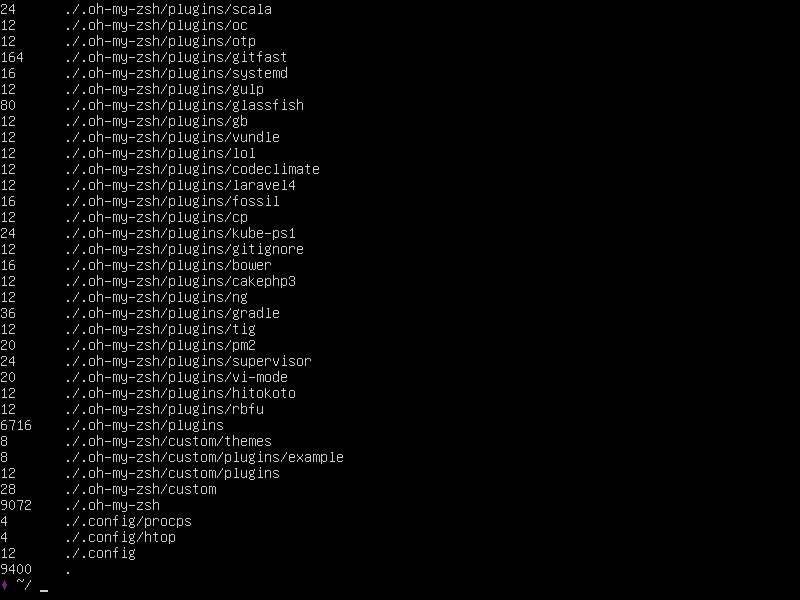 24      ./.oh-my-zsh/plugins/scala
12      ./.oh-my-zsh/plugins/oc
12      ./.oh-my-zsh/plugins/otp
164     ./.oh-my-zsh/plugins/gitfast
16      ./.oh-my-zsh/plugins/systemd
12      ./.oh-my-zsh/plugins/gulp
80      ./.oh-my-zsh/plugins/glassfish
12      ./.oh-my-zsh/plugins/gb
12      ./.oh-my-zsh/plugins/vundle
12      ./.oh-my-zsh/plugins/lol
12      ./.oh-my-zsh/plugins/codeclimate
12      ./.oh-my-zsh/plugins/laravel4
16      ./.oh-my-zsh/plugins/fossil
12      ./.oh-my-zsh/plugins/cp
24      ./.oh-my-zsh/plugins/kube-ps1
12      ./.oh-my-zsh/plugins/gitignore
16      ./.oh-my-zsh/plugins/bower
12      ./.oh-my-zsh/plugins/cakephp3
12      ./.oh-my-zsh/plugins/ng
36      ./.oh-my-zsh/plugins/gradle
12      ./.oh-my-zsh/plugins/tig
20      ./.oh-my-zsh/plugins/pm2
24      ./.oh-my-zsh/plugins/supervisor
20      ./.oh-my-zsh/plugins/vi-mode
12      ./.oh-my-zsh/plugins/hitokoto
12      ./.oh-my-zsh/plugins/rbfu
6716    ./.oh-my-zsh/plugins
8       ./.oh-my-zsh/custom/themes
8       ./.oh-my-zsh/custom/plugins/example
12      ./.oh-my-zsh/custom/plugins
28      ./.oh-my-zsh/custom
9072    ./.oh-my-zsh
4       ./.config/procps
4       ./.config/htop
12      ./.config
9400    .
♦ ~/ _